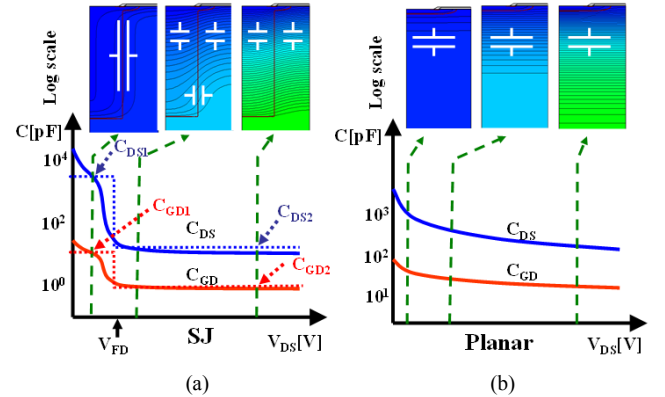 Log scale
C[pF]
10⁴
10²
10⁰
C_DS1
C_GD1
C_DS
C_DS2
C_GD
C_GD2
V_FD
SJ
V_DS[V]
(a)
Log scale
C[pF]
10³
10²
10¹
C_DS
C_GD
Planar
V_DS[V]
(b)